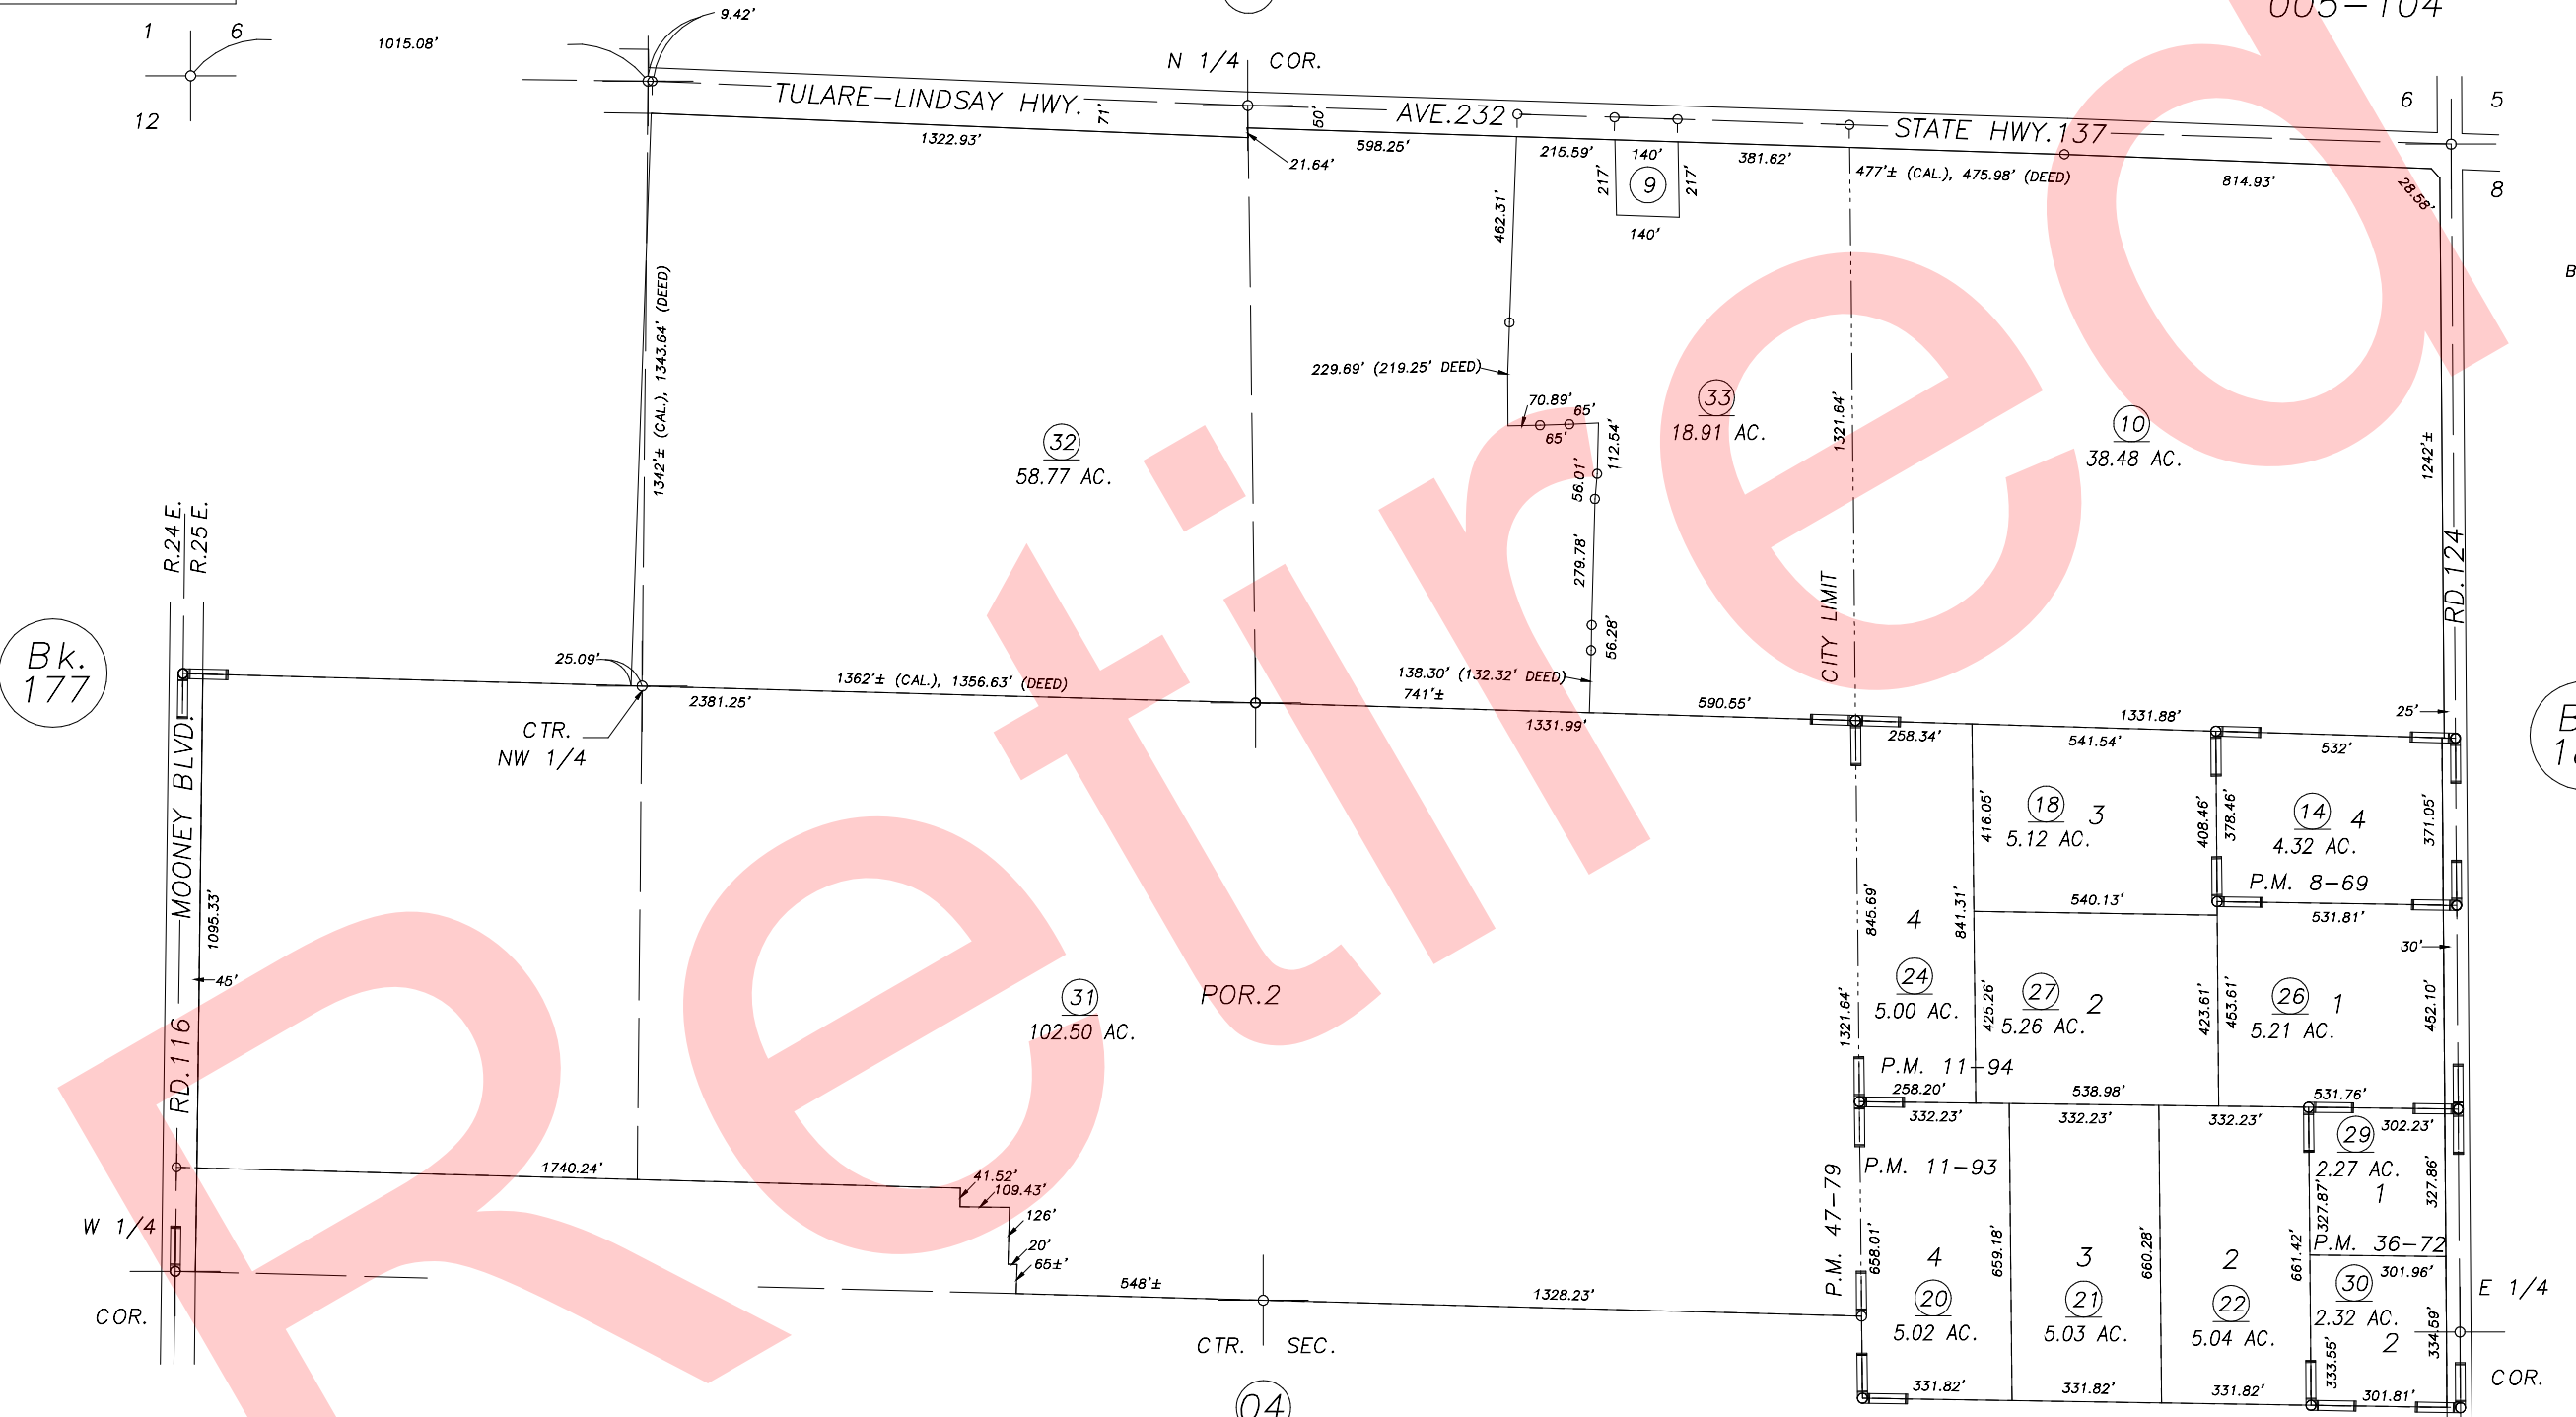 005-104
1 6
12
1015.08'
9.42'
N 1/4 COR.
TULARE-LINDSAY HWY.
71'
60'
AVE.232
STATE HWY.137
6 5
8
1322.93'
21.64'
598.25'
215.59'
140'
381.62'
477'± (CAL.), 475.98' (DEED)
814.93'
28.58'
217'
9
217'
140'
462.31'
1342'± (CAL.), 1343.64' (DEED)
229.69' (219.25' DEED)
70.89'
65'
65'
112.54'
56.01'
279.78'
56.28'
33
18.91 AC.
1321.64'
10
38.48 AC.
1242'±
32
58.77 AC.
R.24 E.
R.25 E.
CITY LIMIT
RD.124
Bk.
177
25.09'
1362'± (CAL.), 1356.63' (DEED)
138.30' (132.32' DEED)
741'±
590.55'
2381.25'
1331.99'
1331.88'
25'
CTR.
NW 1/4
258.34'
541.54'
532'
MOONEY BLVD.
RD.116
1095.33'
45'
416.05'
18 3
5.12 AC.
408.46'
378.46'
14 4
4.32 AC.
371.05'
P.M. 8-69
540.13'
531.81'
845.69'
4
841.31'
30'
31
102.50 AC.
POR.2
24
5.00 AC.
1321.64'
425.26'
27 2
5.26 AC.
423.61'
453.61'
26 1
5.21 AC.
452.10'
P.M. 11-94
258.20'
538.98'
531.76'
332.23'
332.23'
332.23'
302.23'
29
2.27 AC.
1
327.87'
327.86'
P.M. 11-93
P.M. 47-79
1740.24'
41.52'
109.43'
126'
20'
65±'
W 1/4
COR.
548'±
1328.23'
CTR. SEC.
04
658.01'
4
20
5.02 AC.
659.18'
3
21
5.03 AC.
660.28'
2
22
5.04 AC.
661.42'
P.M. 36-72
301.96'
30
2.32 AC.
2
333.55'
334.59'
E 1/4
COR.
331.82'
331.82'
331.82'
301.81'
Retired